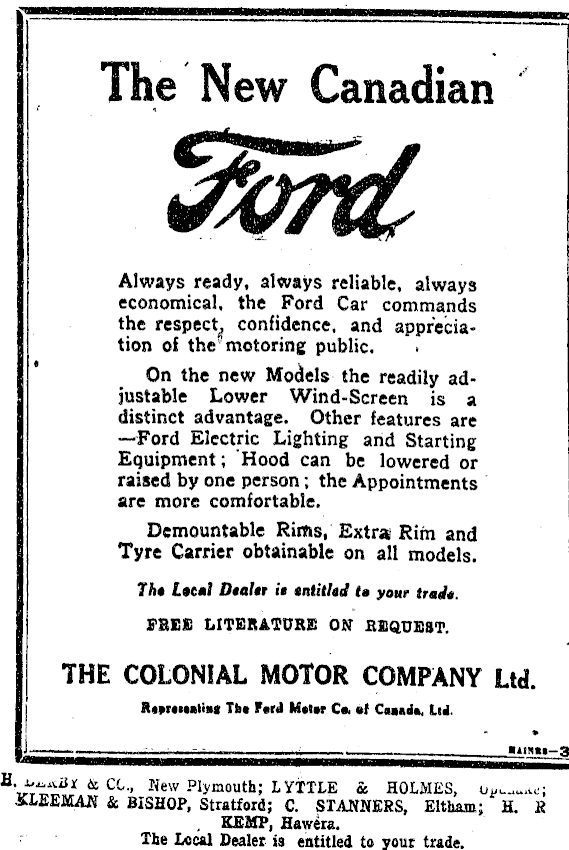 The New Canadian
Ford
Always ready, always reliable, always
economical, the Ford Car commands
the respect, confidence, and apprecia-
tion of the motoring public.
On the new Models the readily ad-
justable Lower Wind-Screen is a
distinct advantage. Other features are
—Ford Electric Lighting and Starting
Equipment; Hood can be lowered or
raised by one person; the Appointments
are more comfortable.
Demountable Rims, Extra Rim and
Tyre Carrier obtainable on all models.
The Local Dealer is entitled to your trade.
FREE LITERATURE ON REQUEST.
THE COLONIAL MOTOR COMPANY Ltd.
Representing The Ford Motor Co. of Canada, Ltd.
HAINES—3
H. & CO., New Plymouth; LYTTLE & HOLMES,
KLEEMAN & BISHOP, Stratford; C. STANNERS, Eltham; H. R
KEMP, Hawera.
The Local Dealer is entitled to your trade.